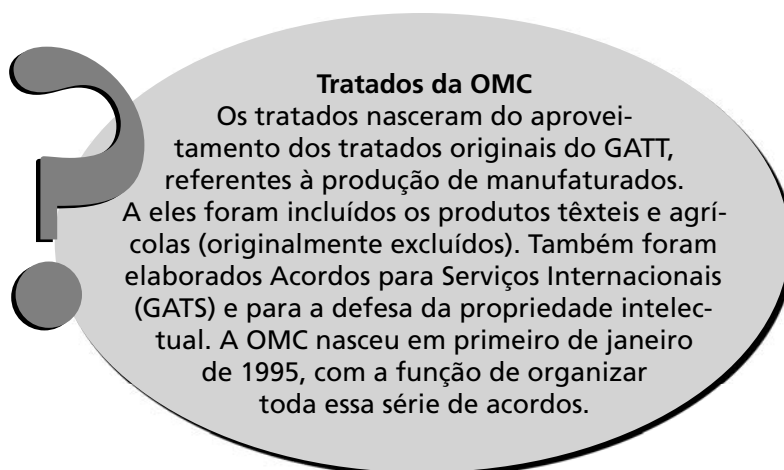 Tratados da OMC
Os tratados nasceram do aprovei-
tamento dos tratados originais do GATT,
referentes à produção de manufaturados.
A eles foram incluídos os produtos têxteis e agrí-
colas (originalmente excluídos). Também foram
elaborados Acordos para Serviços Internacionais
(GATS) e para a defesa da propriedade intelec-
tual. A OMC nasceu em primeiro de janeiro
de 1995, com a função de organizar
toda essa série de acordos.